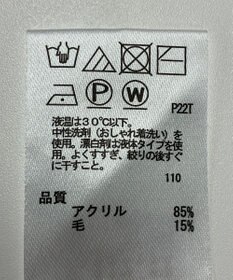 P22T
液温は30℃以下。
中性洗剤(おしゃれ着洗い)を
使用。漂白剤は液体タイプを使
用。よくすすぎ、絞りの後すぐ
に干すこと。
110
品質
アクリル 85%
毛 15%